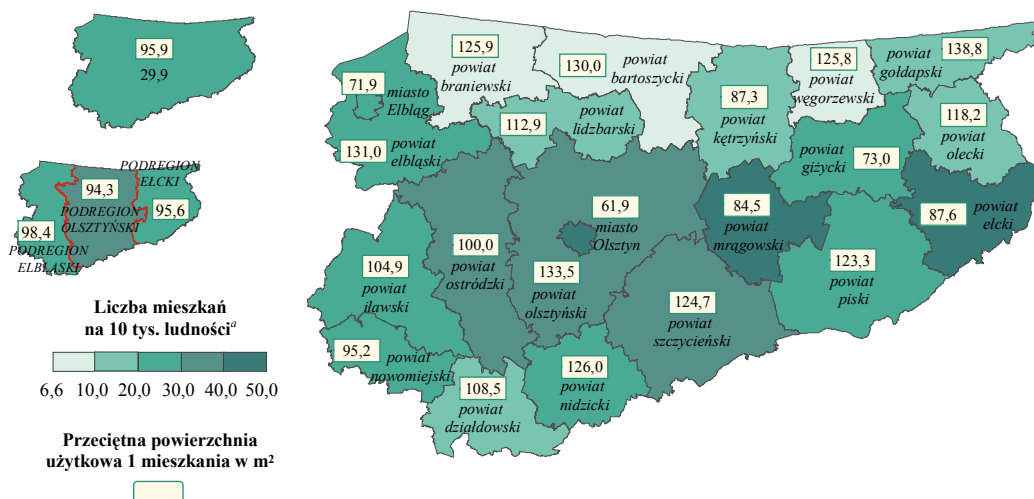 95,9
29,9
PODREGION
EŁCKI
94,3
PODREGION
OLSZTYŃSKI
95,6
98,4
PODREGION
ELBLĄSKI
Liczba mieszkań
na 10 tys. ludnościᵃ
6,6 10,0 20,0 30,0 40,0 50,0
Przeciętna powierzchnia
użytkowa 1 mieszkania w m²
125,9
powiat
braniewski
130,0
powiat
bartoszycki
125,8
powiat
węgorzewski
138,8
powiat
gołdapski
71,9
miasto
Elbląg
112,9
powiat
lidzbarski
87,3
powiat
kętrzyński
118,2
powiat
olecki
131,0
powiat
elbląski
powiat
giżycki
73,0
61,9
miasto
Olsztyn
84,5
powiat
mrągowski
87,6
powiat
ełcki
100,0
powiat
ostródzki
104,9
powiat
iławski
133,5
powiat
olsztyński
123,3
powiat
piski
124,7
powiat
szczycieński
95,2
powiat
nowomiejski
126,0
powiat
nidzicki
108,5
powiat
działdowski